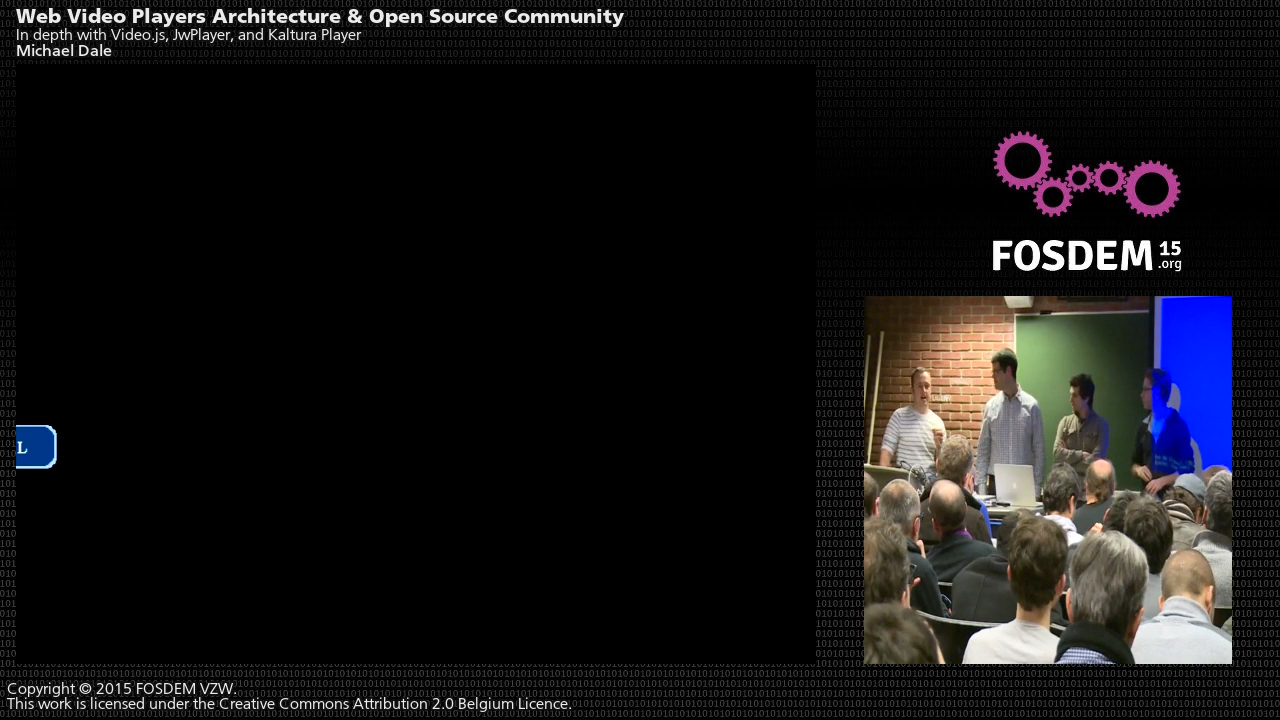 Web Video Players Architecture & Open Source Community
In depth with Video.js, JwPlayer, and Kaltura Player
Michael Dale
FOSDEM 15
.org
L
Copyright © 2015 FOSDEM VZW.
This work is licensed under the Creative Commons Attribution 2.0 Belgium Licence.